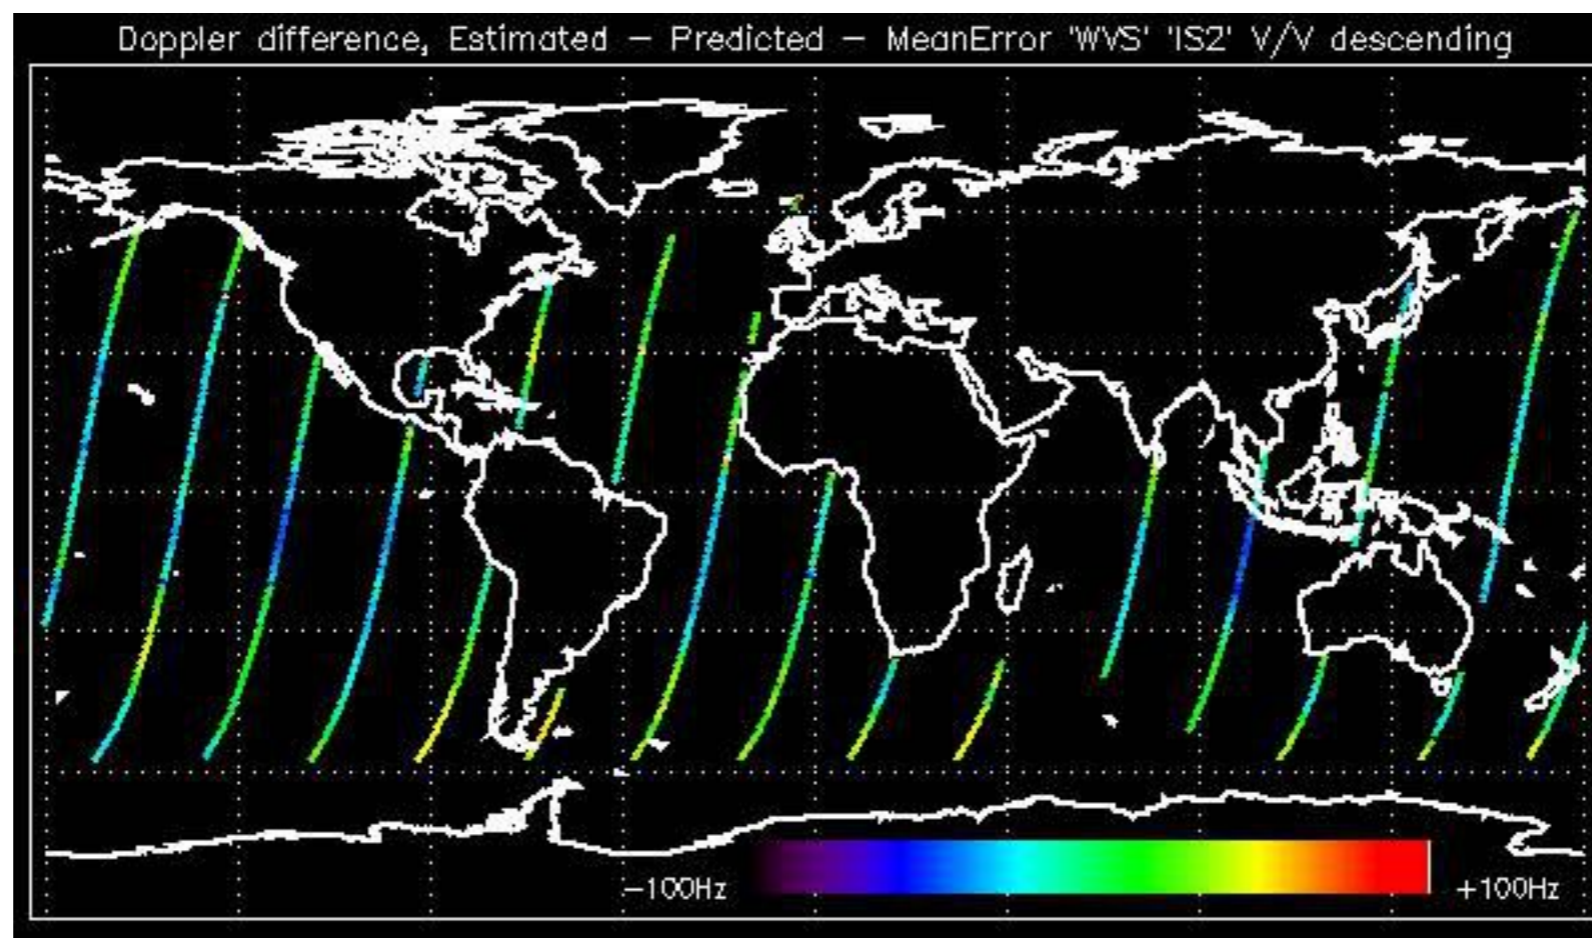 Doppler difference, Estimated – Predicted – MeanError 'WVS' 'IS2' V/V descending
–100Hz
+100Hz